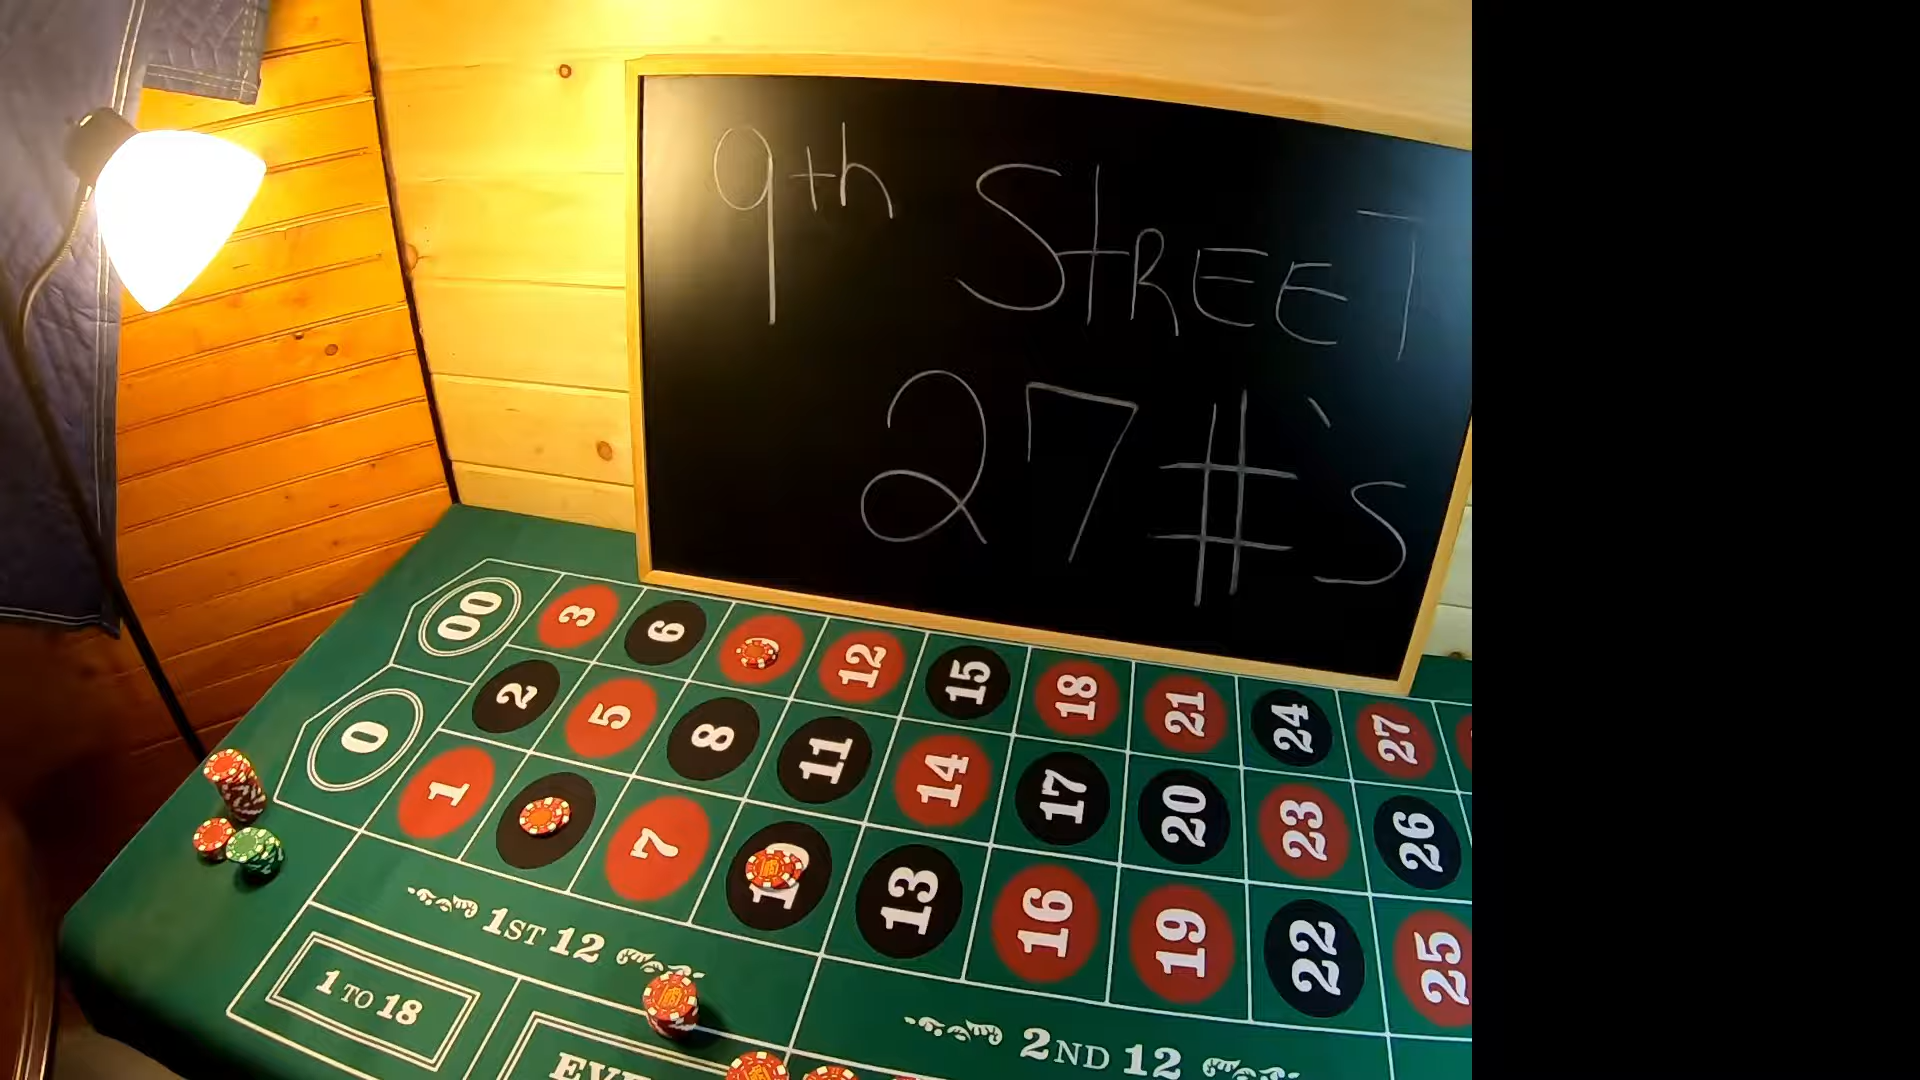 9th STREET
27 #'s
00 3 6 12 15 18 21 24 27
0 2 5 8 11 14 17 20 23 26
1 7 10 13 16 19 22 25
1ST 12
2ND 12
1 TO 18